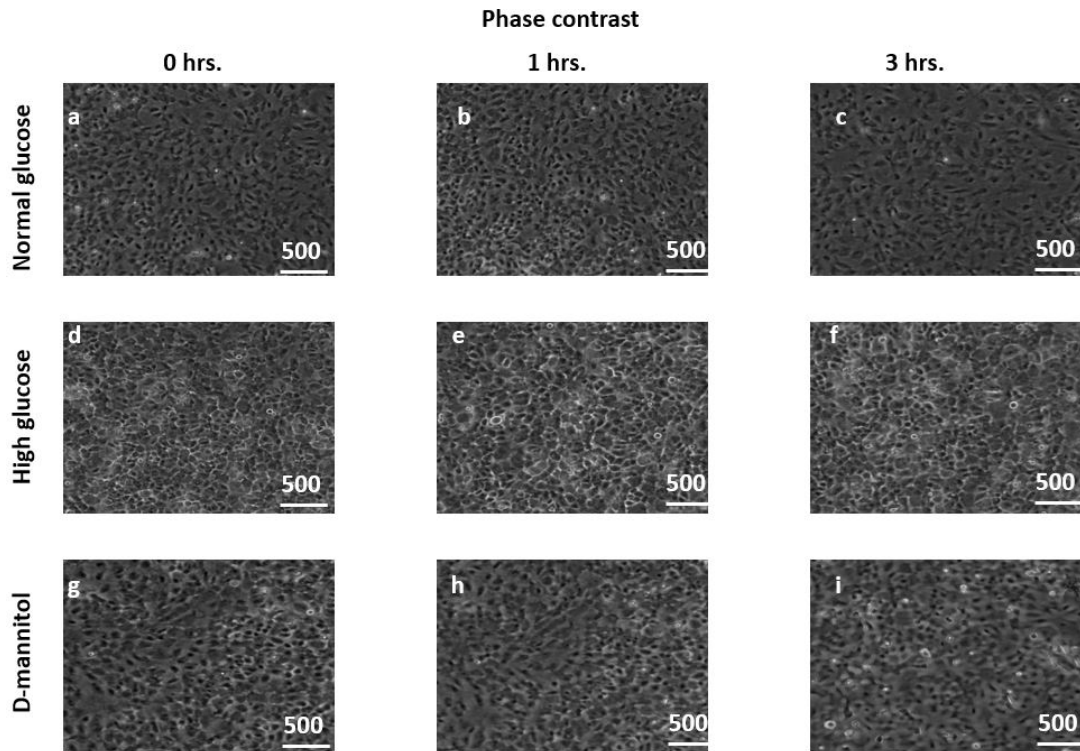 Phase contrast
0 hrs. 1 hrs. 3 hrs.
Normal glucose
a b c
500 500 500
High glucose
d e f
500 500 500
D-mannitol
g h i
500 500 500